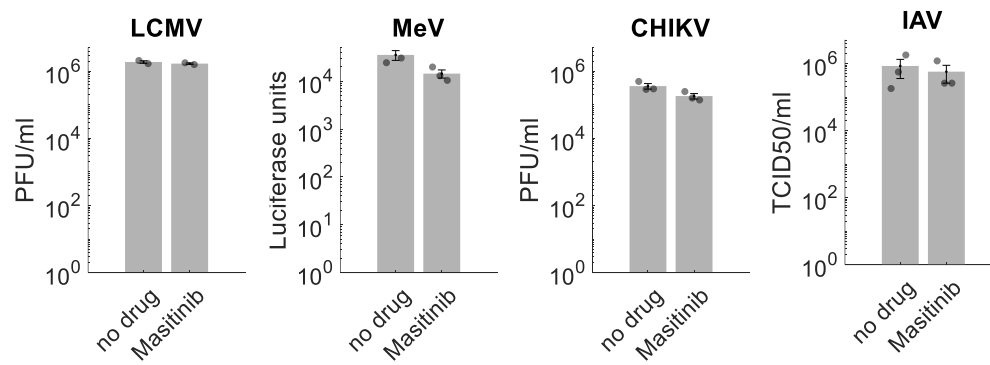 LCMV
PFU/ml
10^6
10^4
10^2
10^0
no drug
Masitinib
MeV
Luciferase units
10^4
10^3
10^2
10^1
10^0
no drug
Masitinib
CHIKV
PFU/ml
10^6
10^4
10^2
10^0
no drug
Masitinib
IAV
TCID50/ml
10^6
10^4
10^2
10^0
no drug
Masitinib